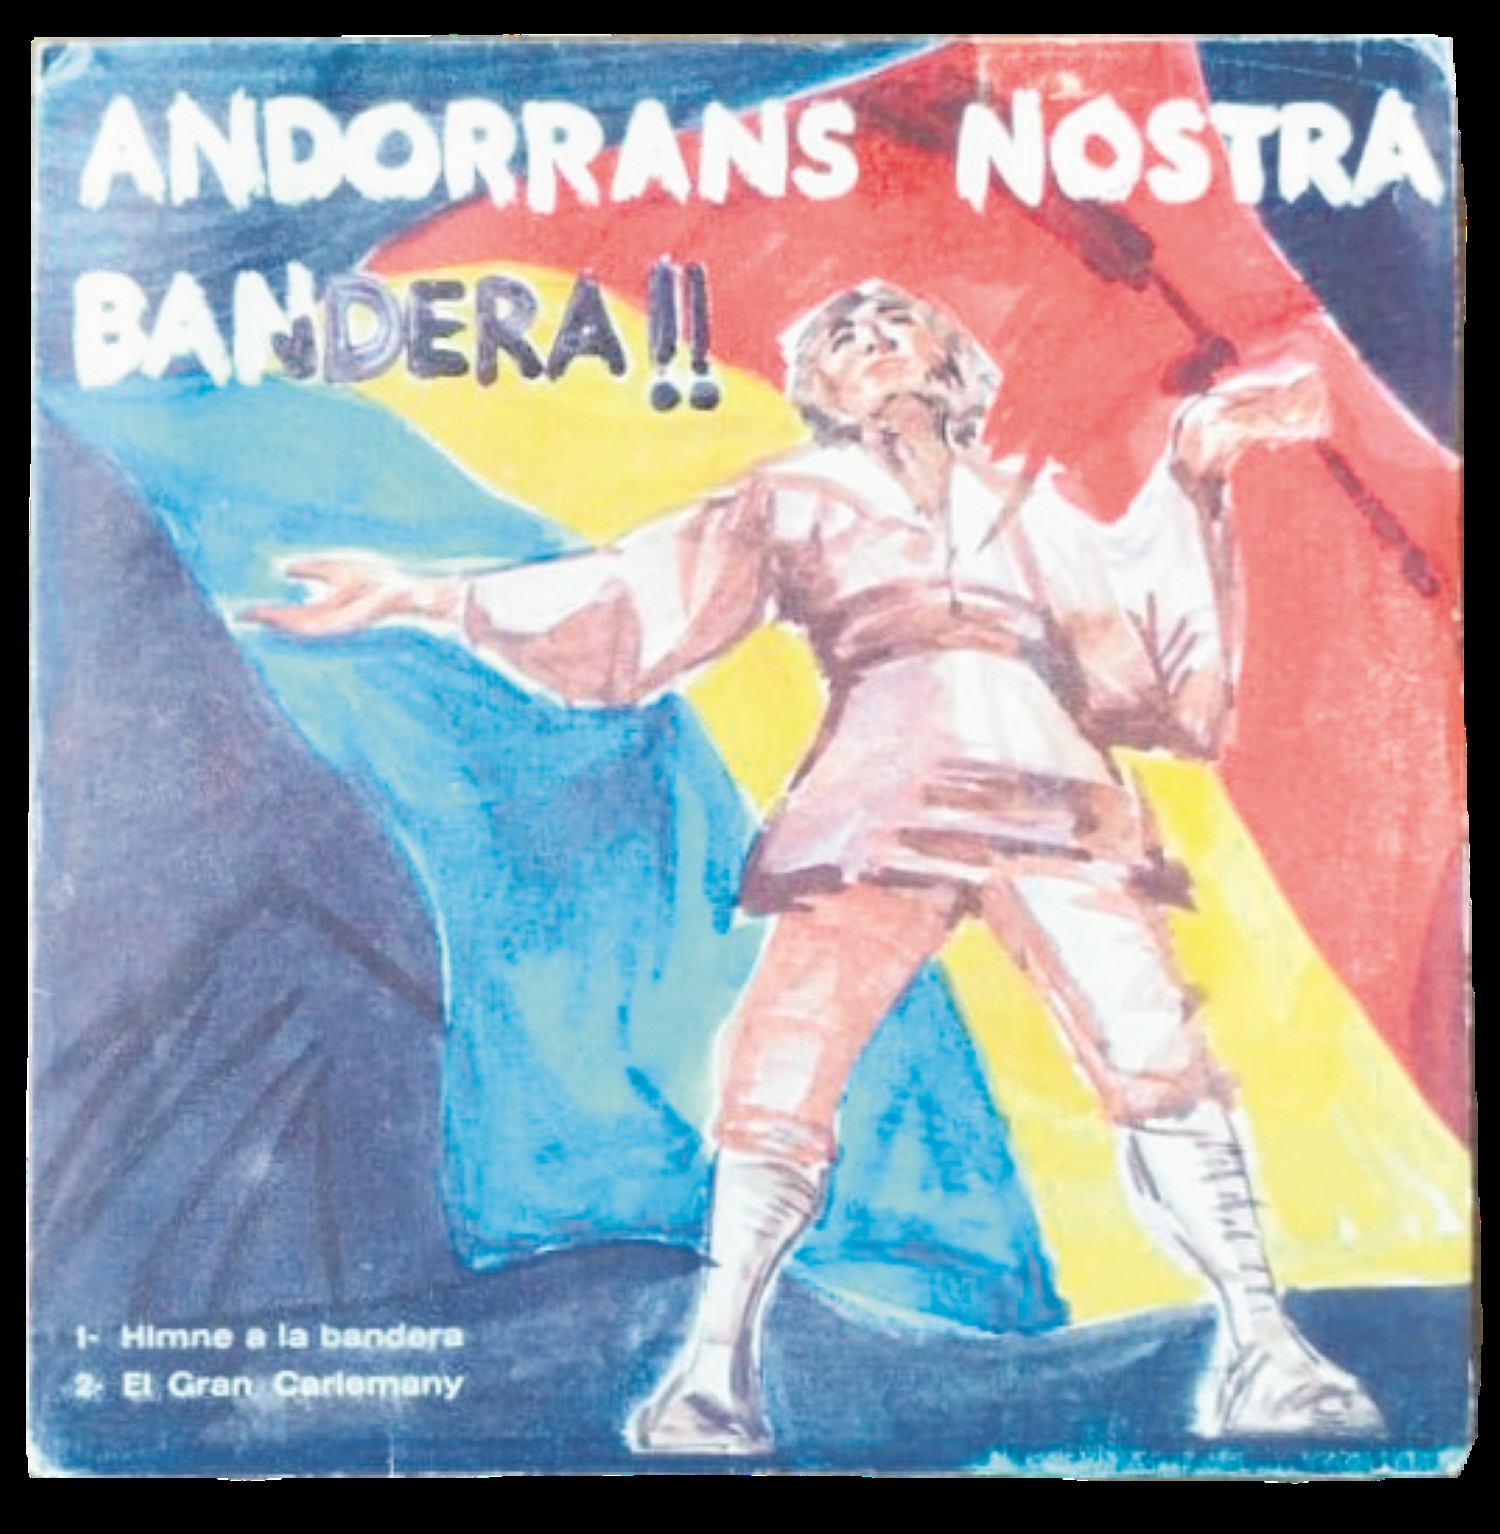 ANDORRANS NOSTRA
BANDERA!!
1- Himne a la bandera
2- El Gran Carlemany